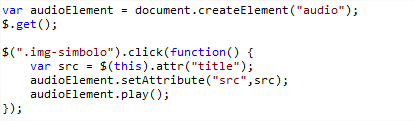 var audioElement = document.createElement("audio");
$.get();
$(".img-simbolo").click(function() {
var src = $(this).attr("title");
audioElement.setAttribute("src",src);
audioElement.play();
});